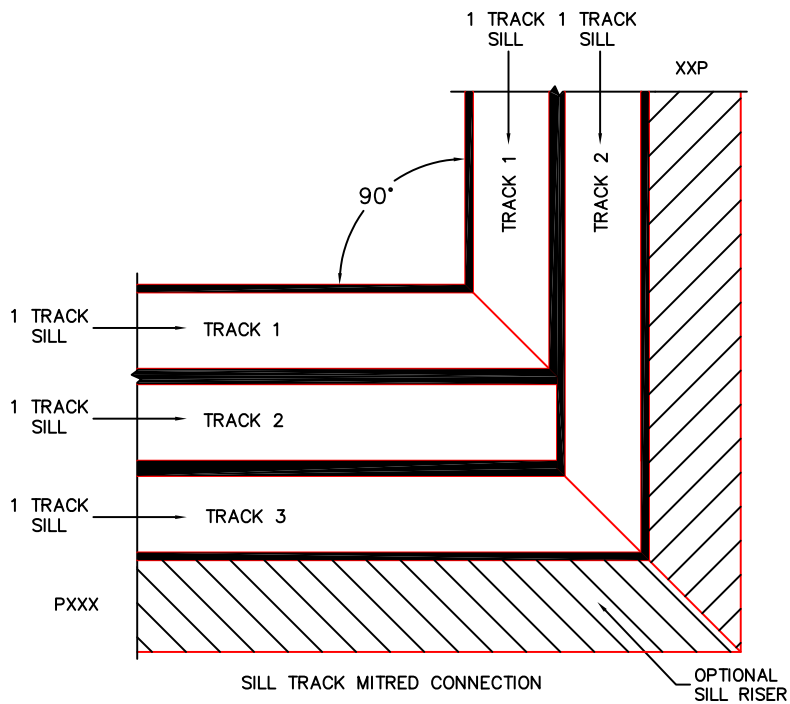 1 TRACK 1 TRACK
SILL SILL
XXP
TRACK 1
TRACK 2
90°
1 TRACK
SILL
TRACK 1
1 TRACK
SILL
TRACK 2
1 TRACK
SILL
TRACK 3
PXXX
SILL TRACK MITRED CONNECTION
OPTIONAL
SILL RISER